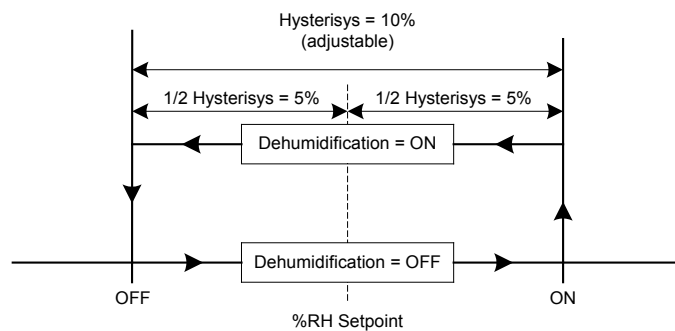 Hysterisys = 10%
(adjustable)
1/2 Hysterisys = 5%
1/2 Hysterisys = 5%
Dehumidification = ON
Dehumidification = OFF
OFF
ON
%RH Setpoint